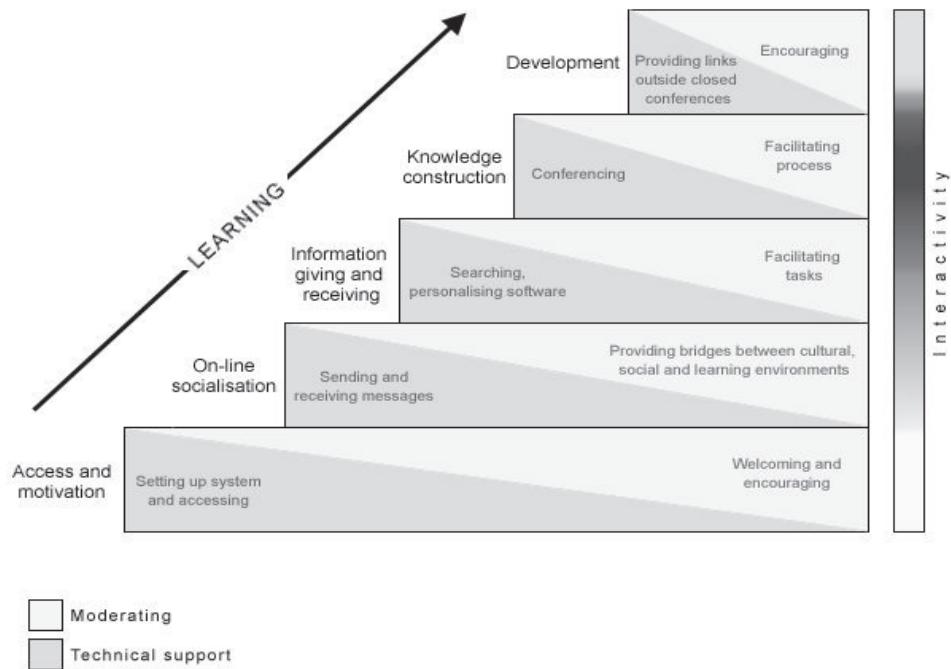 Development
Providing links
outside closed
conferences
Encouraging
Knowledge
construction
Conferencing
Facilitating
process
Information
giving and
receiving
Searching,
personalising software
Facilitating
tasks
On-line
socialisation
Sending and
receiving messages
Providing bridges between cultural,
social and learning environments
Access and
motivation
Setting up system
and accessing
Welcoming and
encouraging
LEARNING
Interactivity
Moderating
Technical support